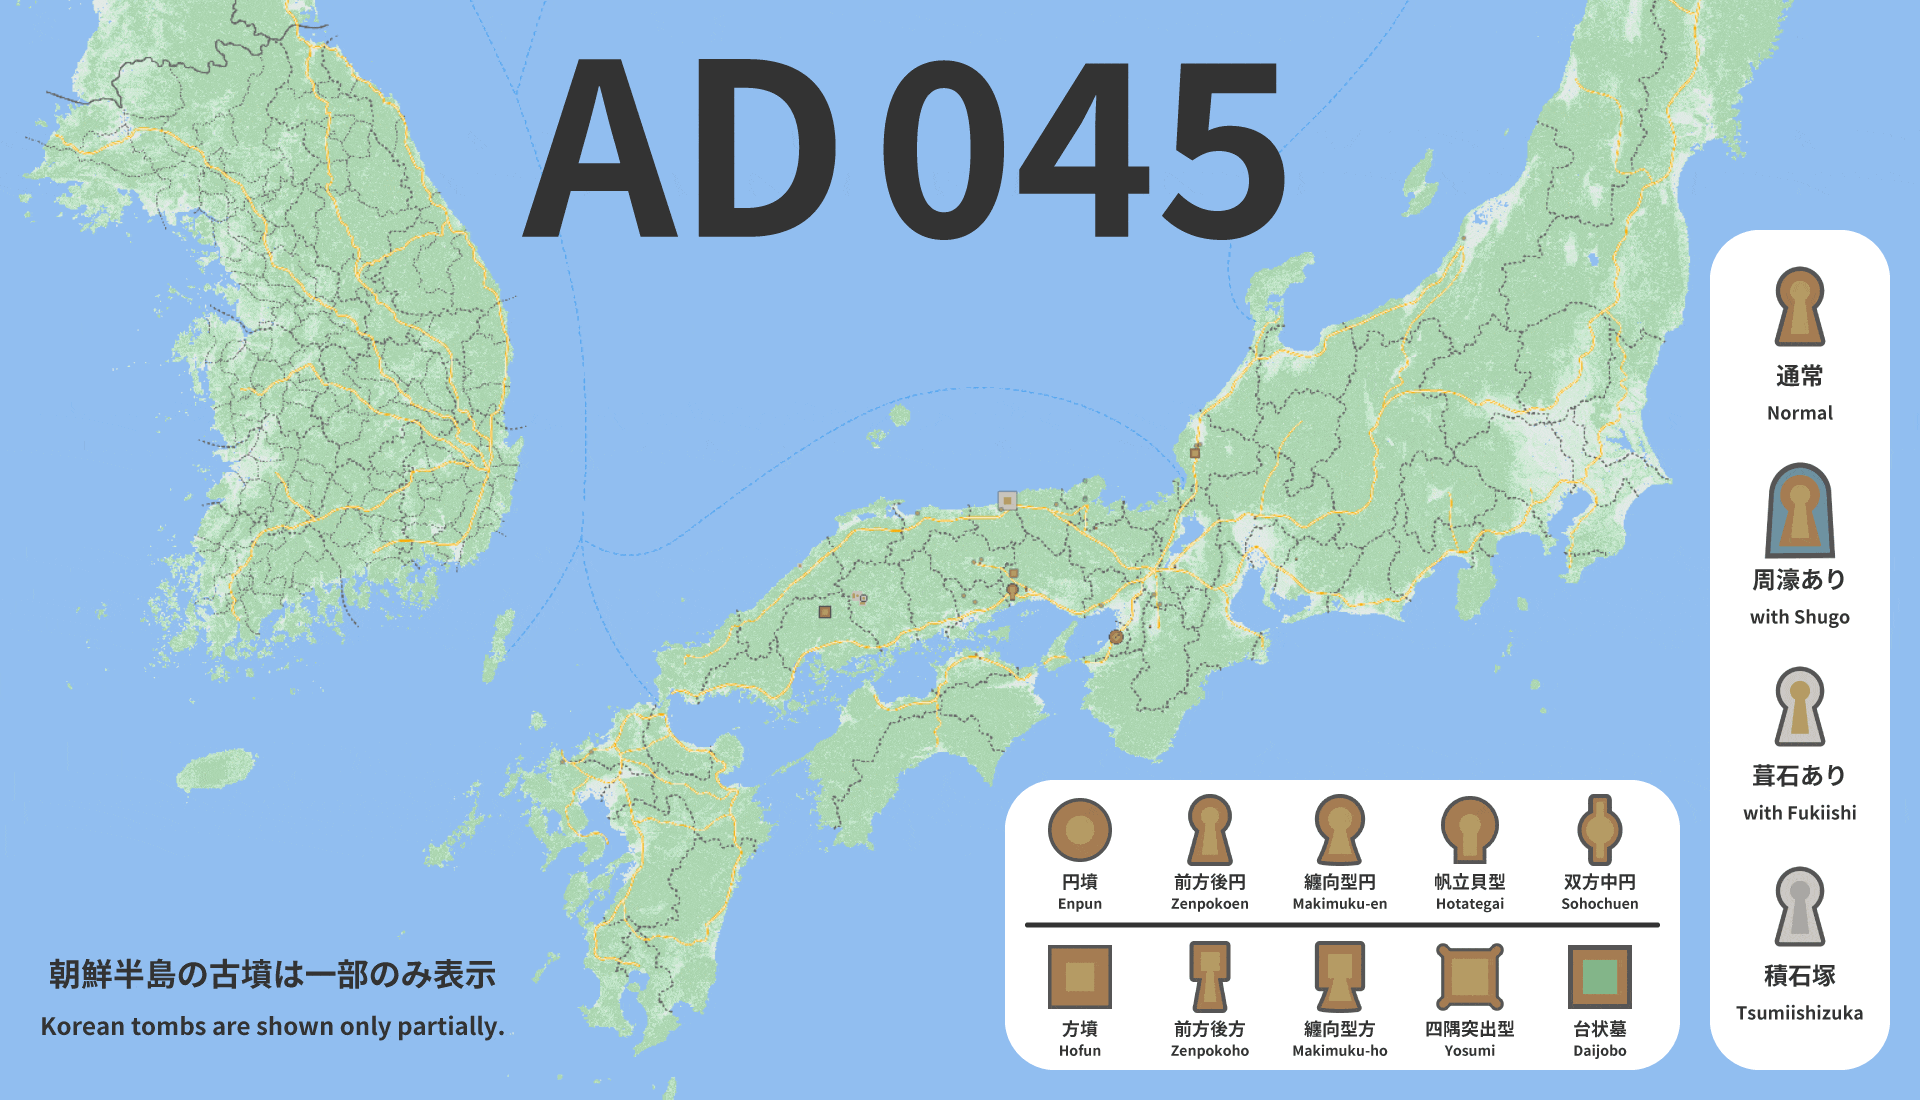 AD 045
通常
Normal
周濠あり
with Shugo
葺石あり
with Fukiishi
積石塚
Tsumiishizuka
円墳
Enpun
前方後円
Zenpokoen
纏向型円
Makimuku-en
帆立貝型
Hotategai
双方中円
Sohochuen
方墳
Hofun
前方後方
Zenpokoho
纏向型方
Makimuku-ho
四隅突出型
Yosumi
台状墓
Daijobo
朝鮮半島の古墳は一部のみ表示
Korean tombs are shown only partially.